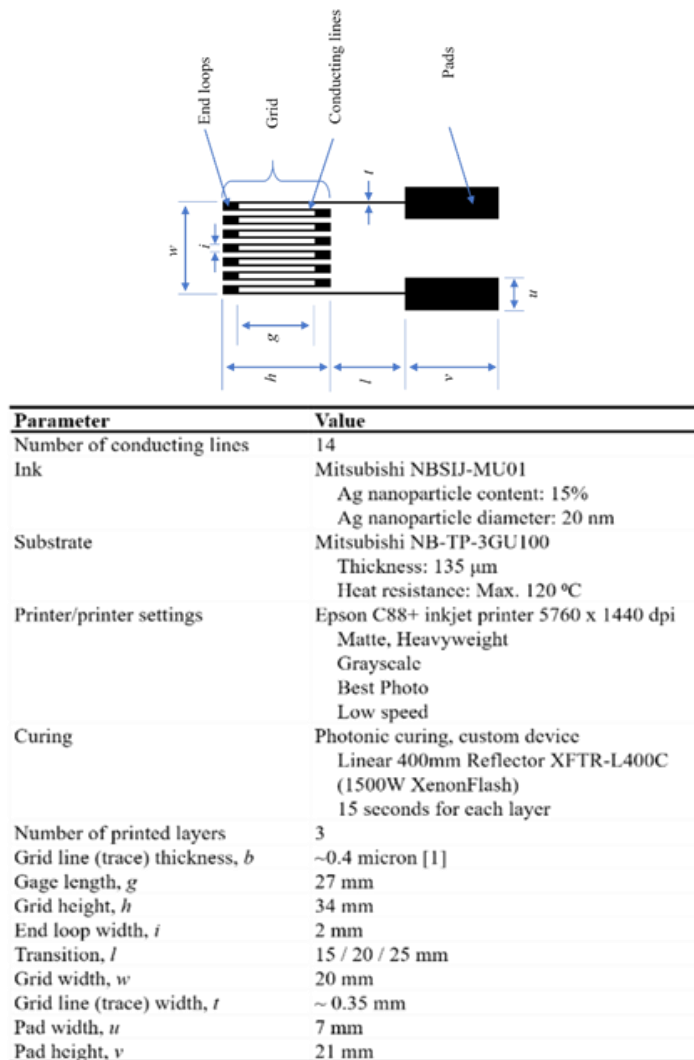 End loops
Grid
Conducting lines
Pads
t
w
i
g
u
h
l
v
Parameter Value
Number of conducting lines 14
Ink Mitsubishi NBSIJ-MU01
Ag nanoparticle content: 15%
Ag nanoparticle diameter: 20 nm
Substrate Mitsubishi NB-TP-3GU100
Thickness: 135 μm
Heat resistance: Max. 120 ºC
Printer/printer settings Epson C88+ inkjet printer 5760 x 1440 dpi
Matte, Heavyweight
Grayscale
Best Photo
Low speed
Curing Photonic curing, custom device
Linear 400mm Reflector XFTR-L400C
(1500W XenonFlash)
15 seconds for each layer
Number of printed layers 3
Grid line (trace) thickness, b ~0.4 micron [1]
Gage length, g 27 mm
Grid height, h 34 mm
End loop width, i 2 mm
Transition, l 15 / 20 / 25 mm
Grid width, w 20 mm
Grid line (trace) width, t ~ 0.35 mm
Pad width, u 7 mm
Pad height, v 21 mm